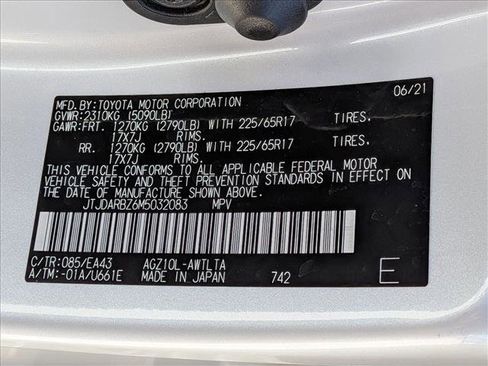 MFD.BY:TOYOTA MOTOR CORPORATION 06/21
GVWR:2310KG (5090LB)
GAWR:FRT. 1270KG (2790LB) WITH 225/65R17 TIRES,
17X7J RIMS,
RR. 1270KG (2790LB) WITH 225/65R17 TIRES,
17X7J RIMS.
THIS VEHICLE CONFORMS TO ALL APPLICABLE FEDERAL MOTOR
VEHICLE SAFETY AND THEFT PREVENTION STANDARDS IN EFFECT ON
THE DATE OF MANUFACTURE SHOWN ABOVE.
JTJDARBZ6M5032083 MPV
C/TR:085/EA43 AGZ10L-AWTLTA
A/TM:-01A/U661E MADE IN JAPAN 742 E